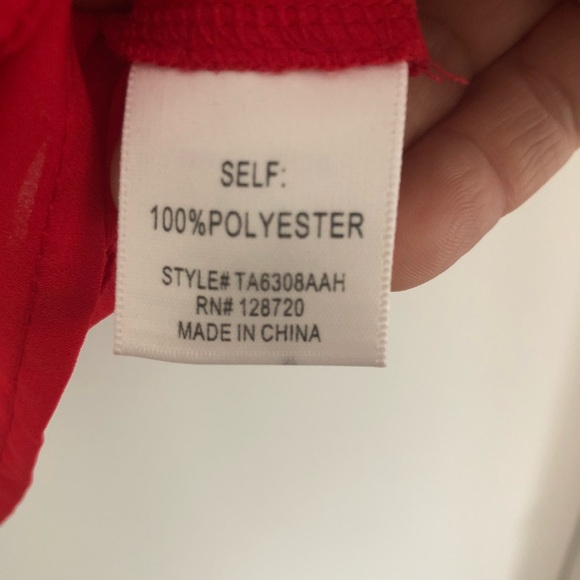 SELF:
100%POLYESTER
STYLE# TA6308AAH
RN# 128720
MADE IN CHINA